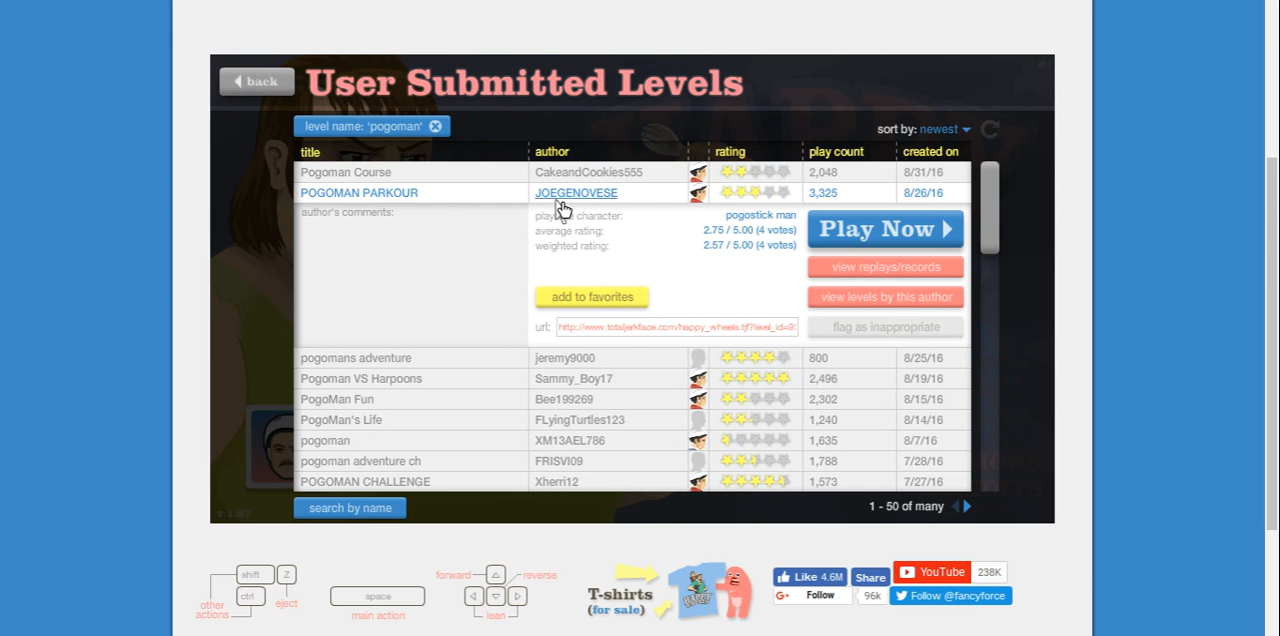 back
User Submitted Levels
level name: 'pogoman'
sort by: newest
title author rating play count created on
Pogoman Course CakeandCookies555 2,048 8/31/16
POGOMAN PARKOUR JOEGENOVESE 3,325 8/26/16
author's comments:
character: pogostick man
average rating: 2.75 / 5.00 (4 votes)
weighted rating: 2.57 / 5.00 (4 votes)
Play Now
view replays/records
add to favorites
view levels by this author
url: http://www.totaljerkface.com/happy_wheels.tjf?level_id=9
flag as inappropriate
pogomans adventure jeremy9000 800 8/25/16
Pogoman VS Harpoons Sammy_Boy17 2,496 8/19/16
PogoMan Fun Bee199269 2,302 8/15/16
PogoMan's Life FLyingTurtles123 1,240 8/14/16
pogoman XM13AEL786 1,635 8/7/16
pogoman adventure ch FRISVI09 1,788 7/28/16
POGOMAN CHALLENGE Xherri12 1,573 7/27/16
search by name
1 - 50 of many
shift Z
ctrl
other
actions
eject
space
main action
forward reverse
lean
T-shirts
(for sale)
Like 4.6M Share
YouTube 238K
G+ Follow 96k
Follow @fancyforce